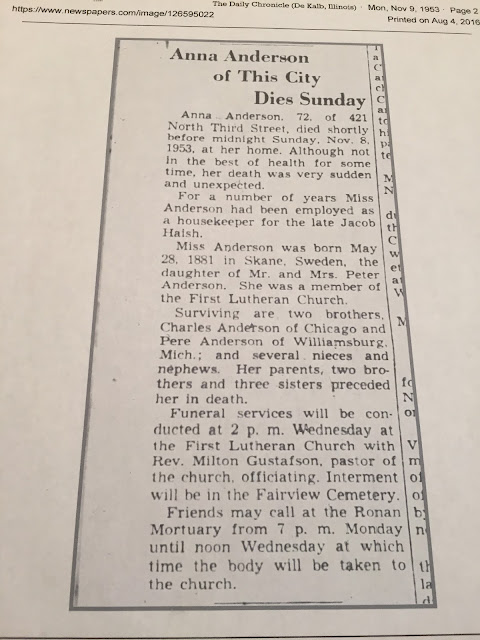 The Daily Chronicle (De Kalb, Illinois) · Mon, Nov 9, 1953 · Page 2
https://www.newspapers.com/image/126595022
Printed on Aug 4, 2016
Anna Anderson
of This City
Dies Sunday
Anna Anderson, 72, of 421
North Third Street, died shortly
before midnight Sunday, Nov. 8,
1953, at her home. Although not
in the best of health for some
time, her death was very sudden
and unexpected.
For a number of years Miss
Anderson had been employed as
a housekeeper for the late Jacob
Haish.
Miss Anderson was born May
28, 1881 in Skane, Sweden, the
daughter of Mr. and Mrs. Peter
Anderson. She was a member of
the First Lutheran Church.
Surviving are two brothers,
Charles Anderson of Chicago and
Pere Anderson of Williamsburg,
Mich.; and several nieces and
nephews. Her parents, two bro-
thers and three sisters preceded
her in death.
Funeral services will be con-
ducted at 2 p. m. Wednesday at
the First Lutheran Church with
Rev. Milton Gustafson, pastor of
the church, officiating. Interment
will be in the Fairview Cemetery.
Friends may call at the Ronan
Mortuary from 7 p. m. Monday
until noon Wednesday at which
time the body will be taken to
the church.